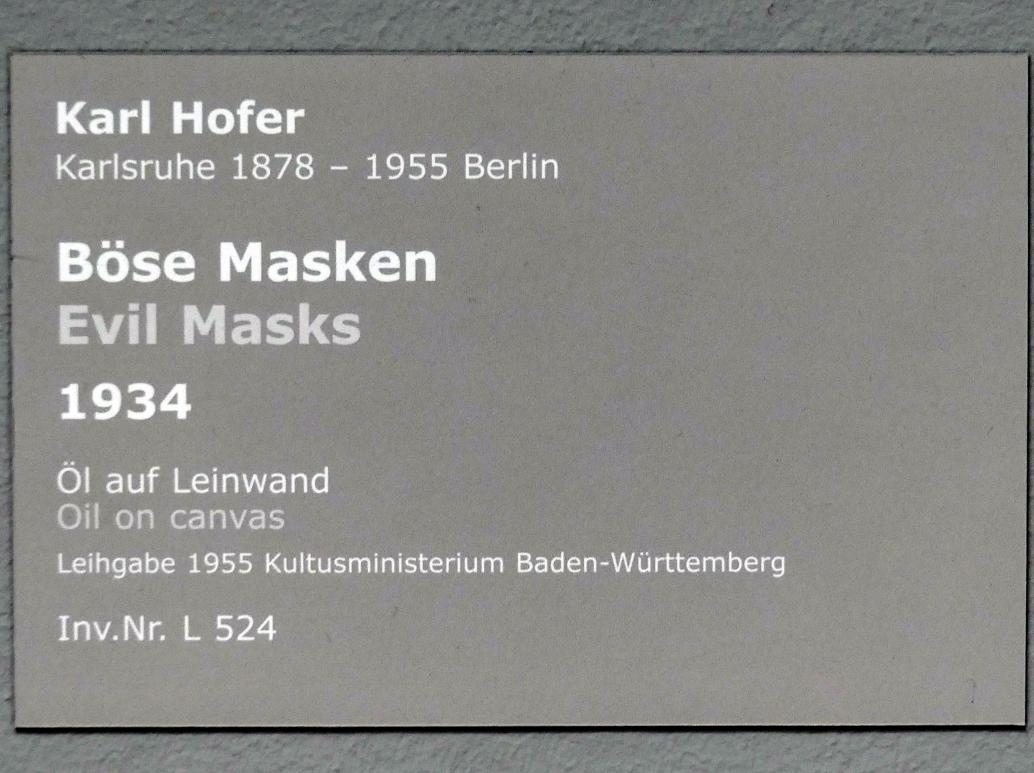 Karl Hofer
Karlsruhe 1878 – 1955 Berlin
Böse Masken
Evil Masks
1934
Öl auf Leinwand
Oil on canvas
Leihgabe 1955 Kultusministerium Baden-Württemberg
Inv.Nr. L 524